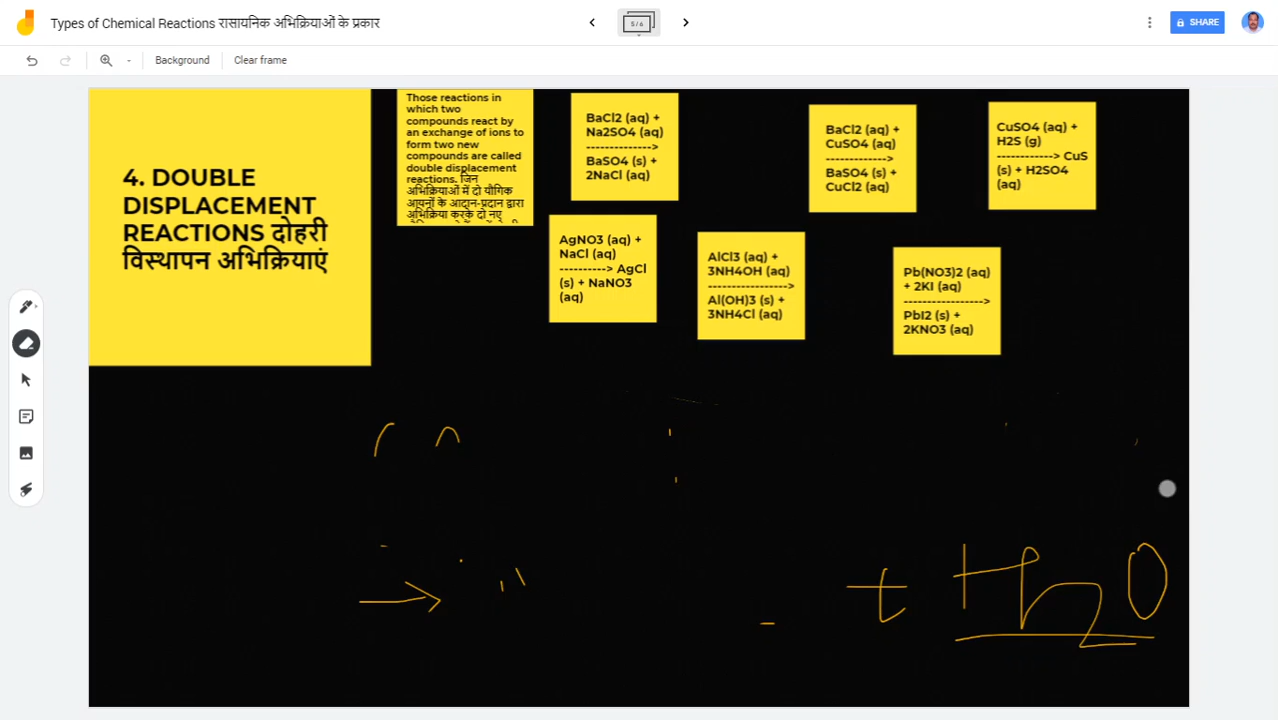 Types of Chemical Reactions रासायनिक अभिक्रियाओं के प्रकार
5 / 6
SHARE
Background
Clear frame
4. DOUBLE
DISPLACEMENT
REACTIONS दोहरी
विस्थापन अभिक्रियाएं
Those reactions in
which two
compounds react by
an exchange of ions to
form two new
compounds are called
double displacement
reactions. जिन
अभिक्रियाओं में दो यौगिक
आयनों के आदान-प्रदान द्वारा
अभिक्रिया करके दो नए
BaCl2 (aq) +
Na2SO4 (aq)
------------->
BaSO4 (s) +
2NaCl (aq)
BaCl2 (aq) +
CuSO4 (aq)
------------->
BaSO4 (s) +
CuCl2 (aq)
CuSO4 (aq) +
H2S (g)
------------> CuS
(s) + H2SO4
(aq)
AgNO3 (aq) +
NaCl (aq)
----------> AgCl
(s) + NaNO3
(aq)
AlCl3 (aq) +
3NH4OH (aq)
----------------->
Al(OH)3 (s) +
3NH4Cl (aq)
Pb(NO3)2 (aq)
+ 2KI (aq)
----------------->
PbI2 (s) +
2KNO3 (aq)
→ + H2O